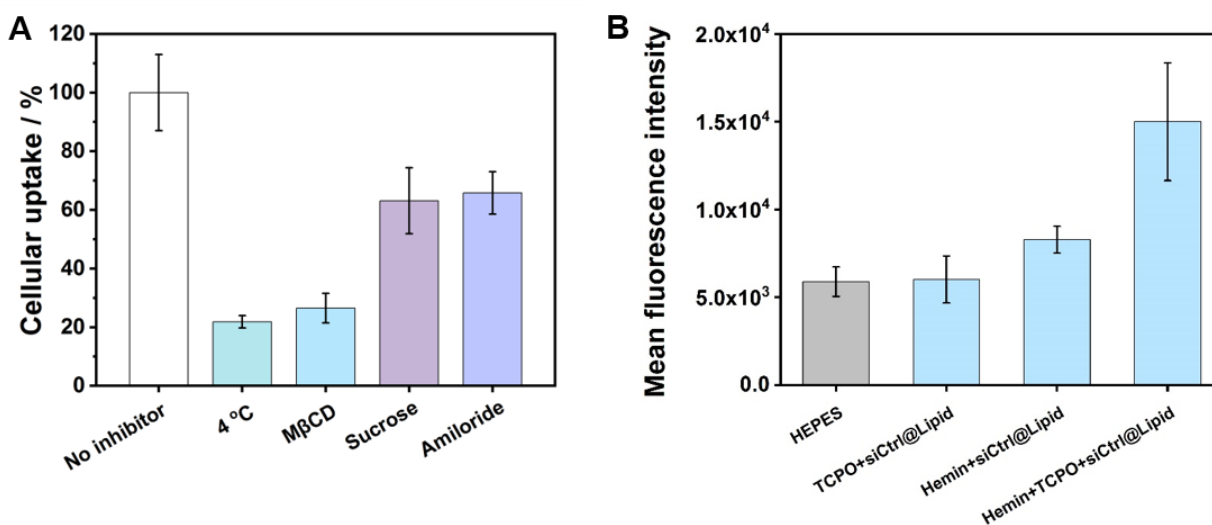 A
Cellular uptake / %
120
100
80
60
40
20
0
No inhibitor
4 ℃
MβCD
Sucrose
Amiloride
B
Mean fluorescence intensity
2.0x10⁴
1.5x10⁴
1.0x10⁴
5.0x10³
0.0
HEPES
TCPO+siCtrl@Lipid
Hemin+siCtrl@Lipid
Hemin+TCPO+siCtrl@Lipid